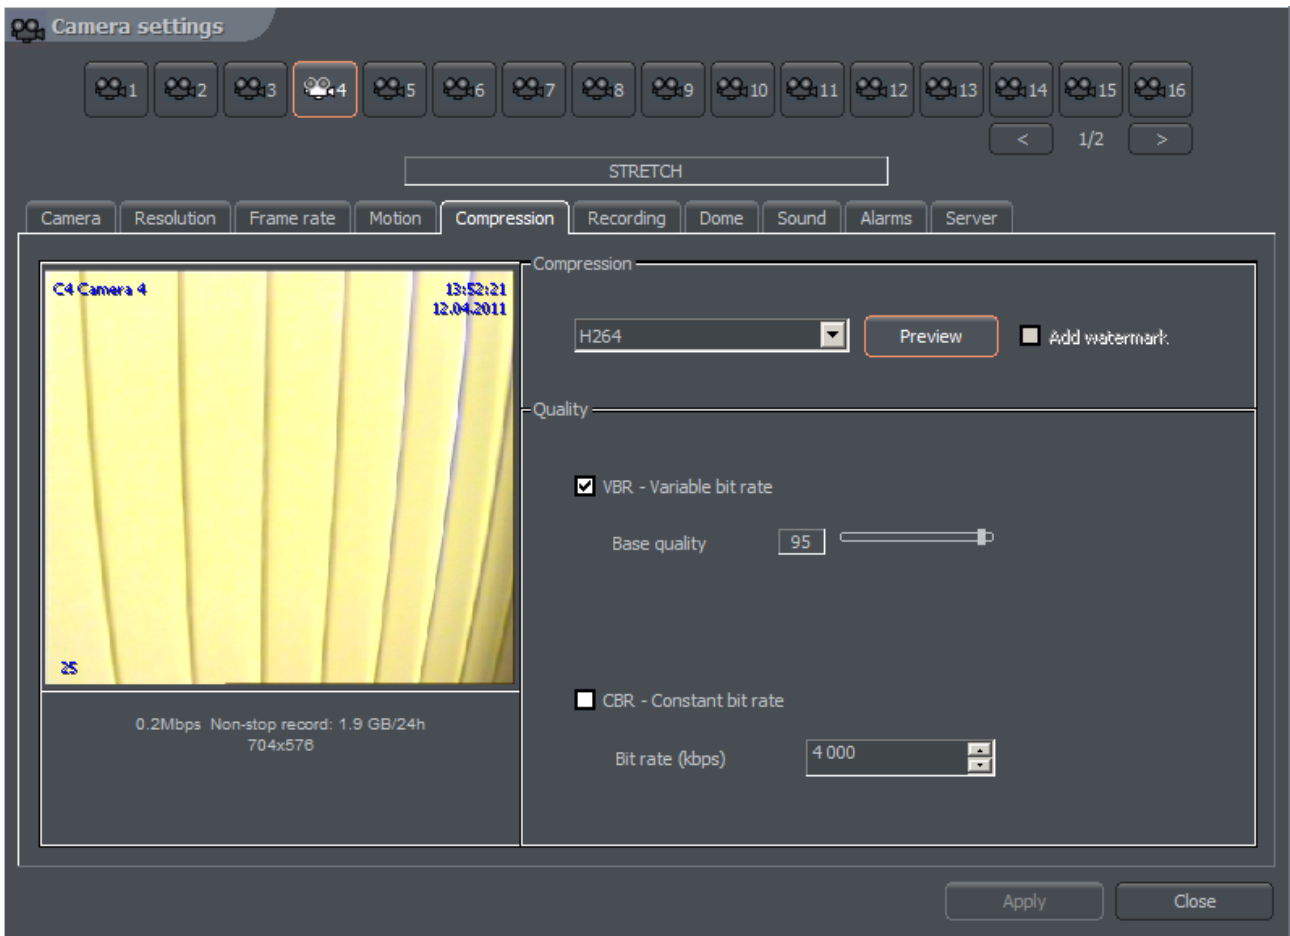 Camera settings
1 2 3 4 5 6 7 8 9 10 11 12 13 14 15 16
< 1/2 >
STRETCH
Camera Resolution Frame rate Motion Compression Recording Dome Sound Alarms Server
C4 Camera 4 13:52:21
12.04.2011
25
0.2Mbps Non-stop record: 1.9 GB/24h
704x576
Compression
H264 Preview Add watermark
Quality
VBR - Variable bit rate
Base quality 95
CBR - Constant bit rate
Bit rate (kbps) 4 000
Apply Close